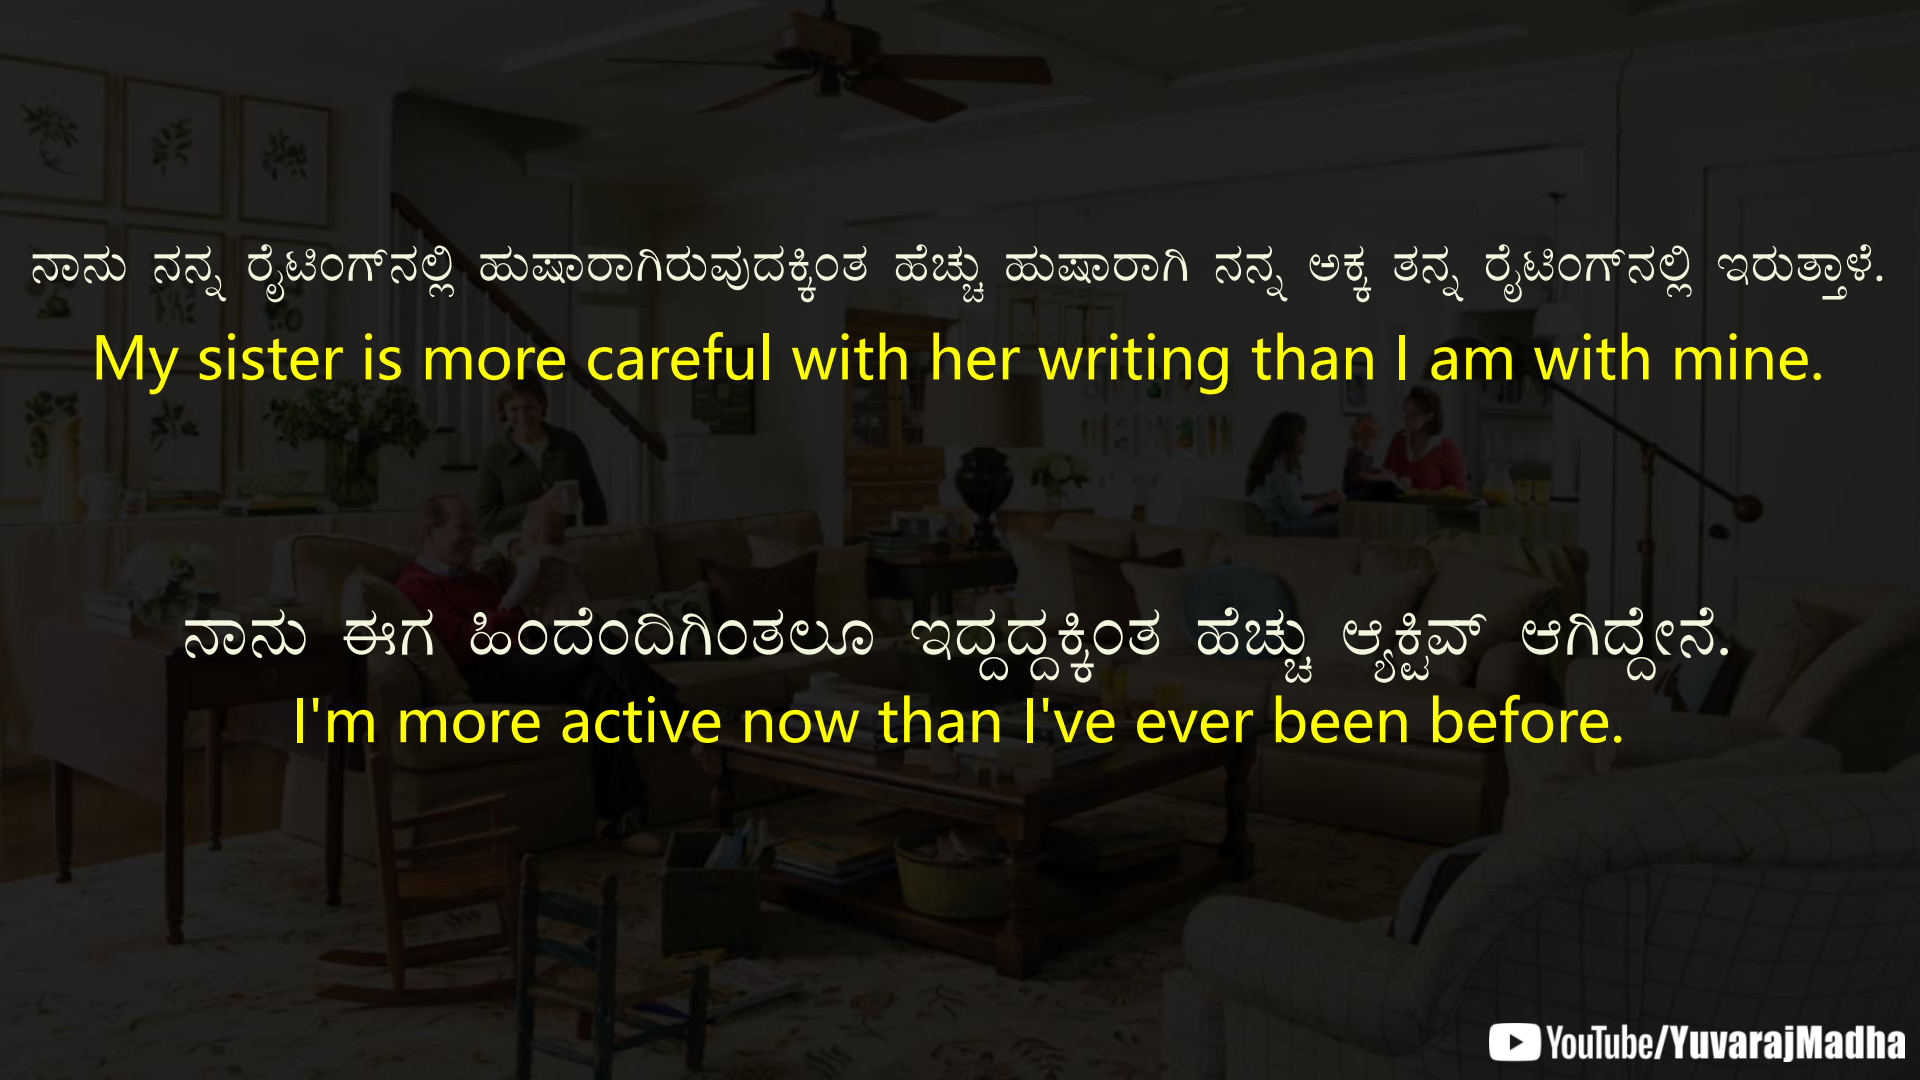 ನಾನು ನನ್ನ ರೈಟಿಂಗ್‌ನಲ್ಲಿ ಹುಷಾರಾಗಿರುವುದಕ್ಕಿಂತ ಹೆಚ್ಚು ಹುಷಾರಾಗಿ ನನ್ನ ಅಕ್ಕ ತನ್ನ ರೈಟಿಂಗ್‌ನಲ್ಲಿ ಇರುತ್ತಾಳೆ.
My sister is more careful with her writing than I am with mine.
ನಾನು ಈಗ ಹಿಂದೆಂದಿಗಿಂತಲೂ ಇದ್ದದ್ದಕ್ಕಿಂತ ಹೆಚ್ಚು ಆ್ಯಕ್ಟಿವ್ ಆಗಿದ್ದೇನೆ.
I'm more active now than I've ever been before.
YouTube/YuvarajMadha